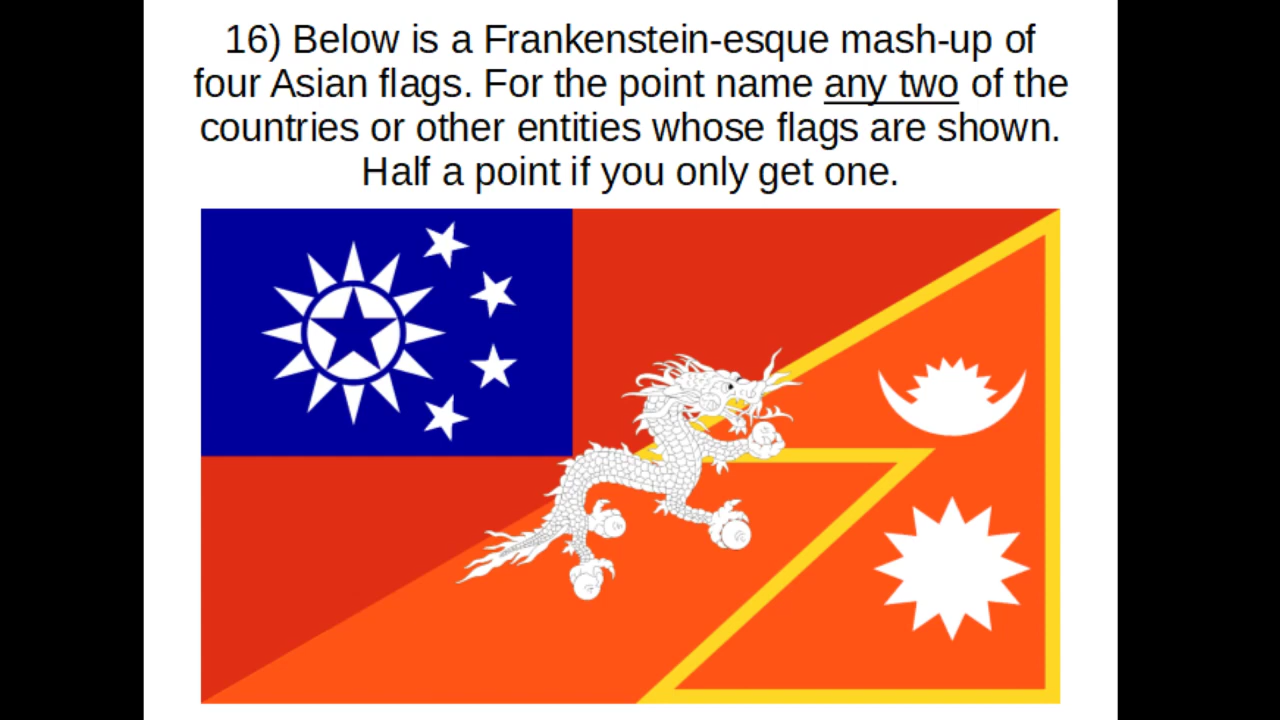 16) Below is a Frankenstein-esque mash-up of
four Asian flags. For the point name any two of the
countries or other entities whose flags are shown.
Half a point if you only get one.